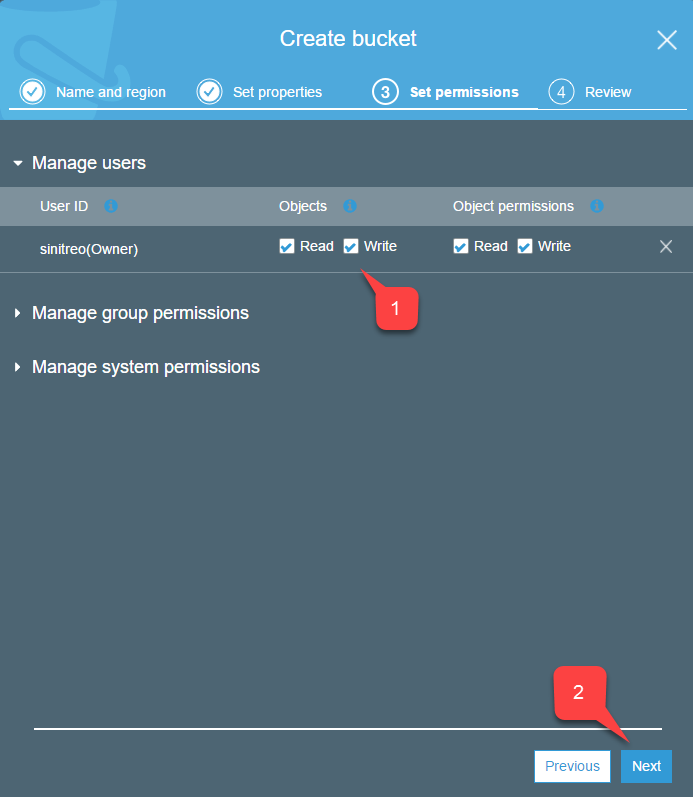 Create bucket
Name and region Set properties 3 Set permissions 4 Review
Manage users
User ID Objects Object permissions
sinitreo(Owner) Read Write Read Write
1
Manage group permissions
Manage system permissions
2
Previous Next